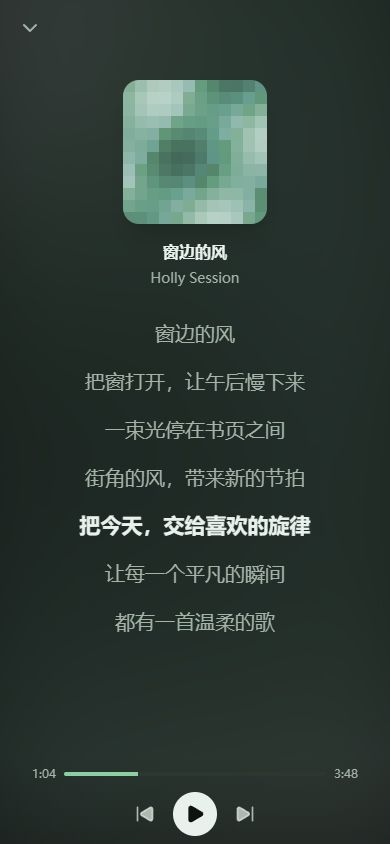 窗边的风
Holly Session
窗边的风
把窗打开，让午后慢下来
一束光停在书页之间
街角的风，带来新的节拍
把今天，交给喜欢的旋律
让每一个平凡的瞬间
都有一首温柔的歌
1:04
3:48